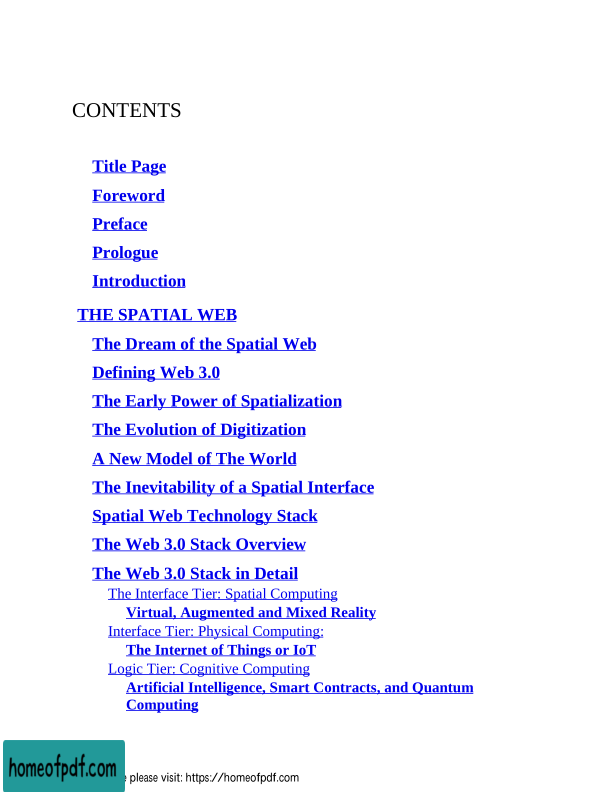 CONTENTS
Title Page
Foreword
Preface
Prologue
Introduction
THE SPATIAL WEB
The Dream of the Spatial Web
Defining Web 3.0
The Early Power of Spatialization
The Evolution of Digitization
A New Model of The World
The Inevitability of a Spatial Interface
Spatial Web Technology Stack
The Web 3.0 Stack Overview
The Web 3.0 Stack in Detail
The Interface Tier: Spatial Computing
Virtual, Augmented and Mixed Reality
Interface Tier: Physical Computing:
The Internet of Things or IoT
Logic Tier: Cognitive Computing
Artificial Intelligence, Smart Contracts, and Quantum
Computing
homeofpdf.com
please visit: https://homeofpdf.com